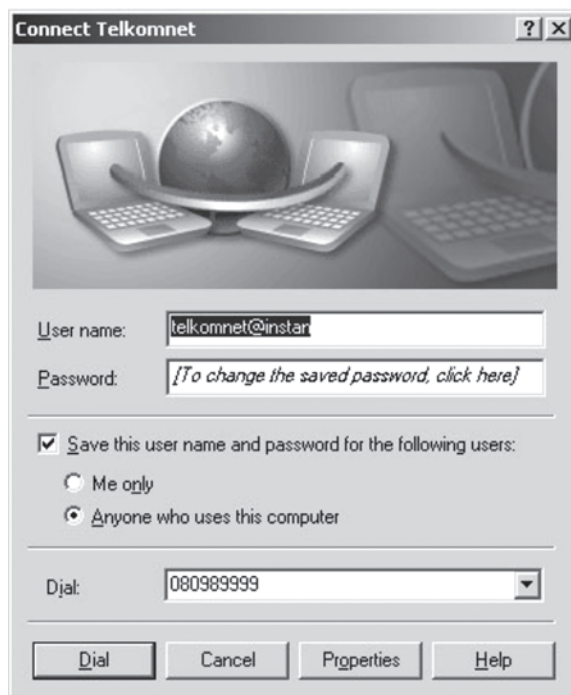 Connect Telkomnet
User name: telkomnet@instan
Password: [To change the saved password, click here]
Save this user name and password for the following users:
Me only
Anyone who uses this computer
Dial: 080989999
Dial Cancel Properties Help